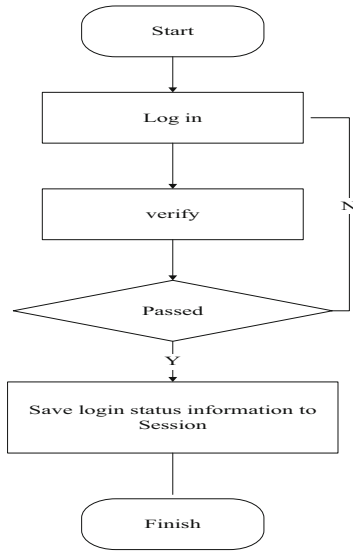 Start
Log in
verify
N
Passed
Y
Save login status information to
Session
Finish